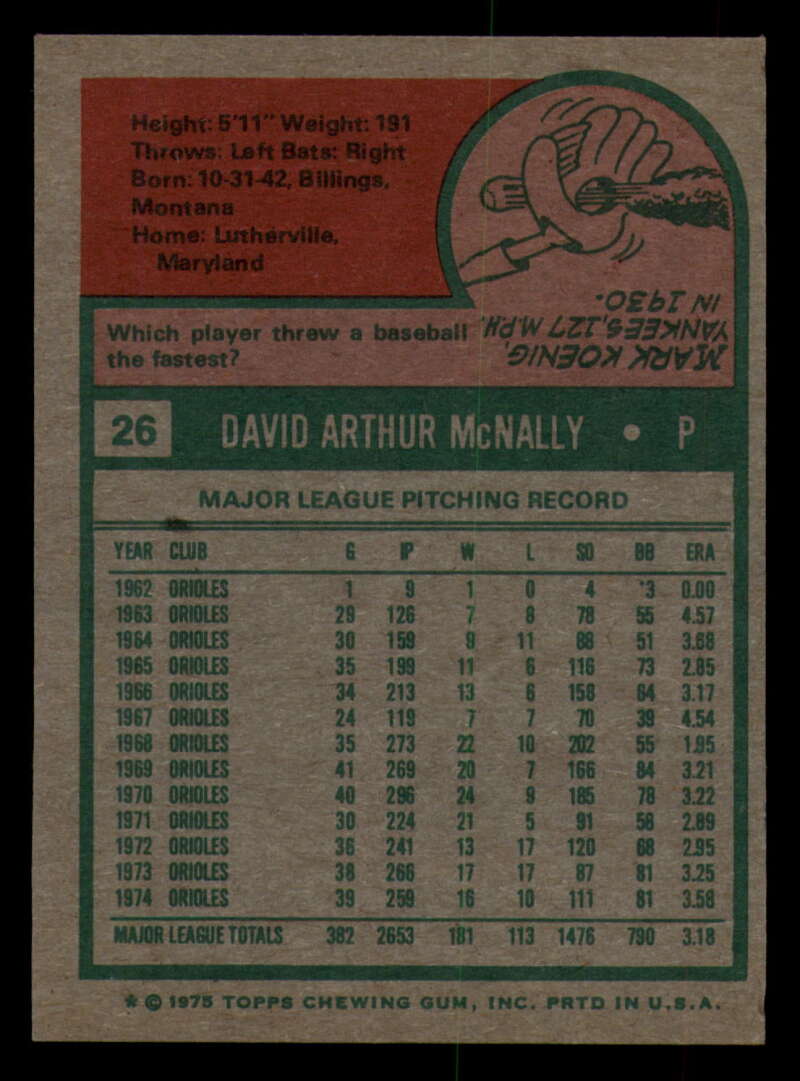 Height: 5'11" Weight: 191
Throws: Left Bats: Right
Born: 10-31-42, Billings,
Montana
Home: Lutherville,
Maryland
Which player threw a baseball
the fastest?
MARK KOENIG,
YANKEES, 127 M.P.H.
IN 1930.
26 DAVID ARTHUR McNALLY • P
MAJOR LEAGUE PITCHING RECORD
YEAR CLUB G IP W L SO BB ERA
1962 ORIOLES 1 9 1 0 4 3 0.00
1963 ORIOLES 29 126 7 8 78 55 4.57
1964 ORIOLES 30 159 9 11 88 51 3.68
1965 ORIOLES 35 199 11 6 116 73 2.85
1966 ORIOLES 34 213 13 6 158 64 3.17
1967 ORIOLES 24 119 7 7 70 39 4.54
1968 ORIOLES 35 273 22 10 202 55 1.95
1969 ORIOLES 41 269 20 7 166 84 3.21
1970 ORIOLES 40 296 24 9 185 78 3.22
1971 ORIOLES 30 224 21 5 91 58 2.89
1972 ORIOLES 36 241 13 17 120 68 2.95
1973 ORIOLES 38 266 17 17 87 81 3.25
1974 ORIOLES 39 259 16 10 111 81 3.58
MAJOR LEAGUE TOTALS 382 2653 181 113 1476 790 3.18
* © 1975 TOPPS CHEWING GUM, INC. PRTD IN U.S.A.